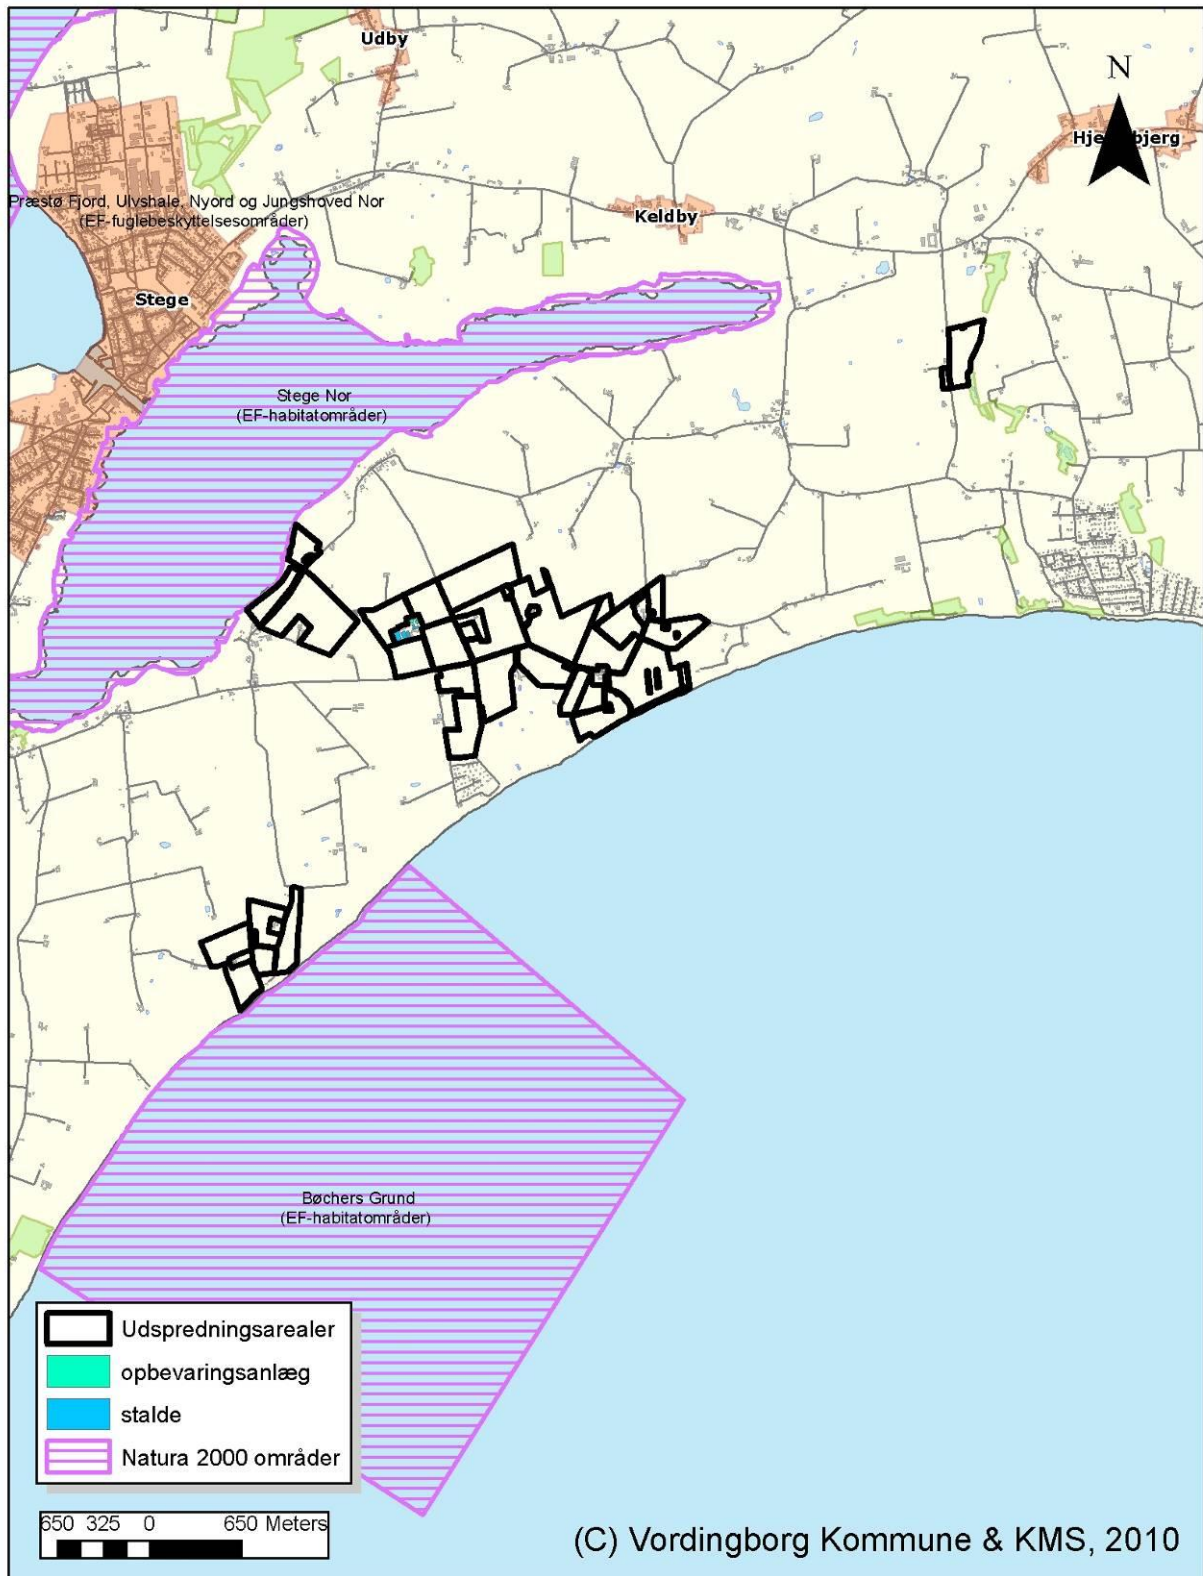 Udby
N
Præstø Fjord, Ulvshale, Nyord og Jungshoved Nor
(EF-fuglebeskyttelsesområder)
Keldby
Stege
Stege Nor
(EF-habitatområder)
Bøchers Grund
(EF-habitatområder)
Udspredningsarealer
opbevaringsanlæg
stalde
Natura 2000 områder
650 325 0 650 Meters
(C) Vordingborg Kommune & KMS, 2010